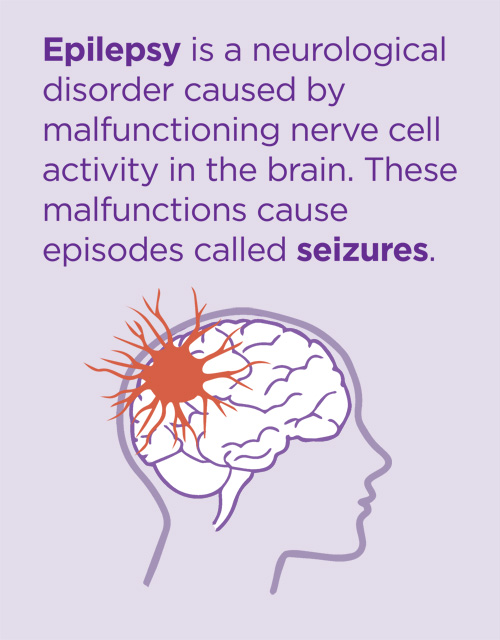 Epilepsy is a neurological
disorder caused by
malfunctioning nerve cell
activity in the brain. These
malfunctions cause
episodes called seizures.